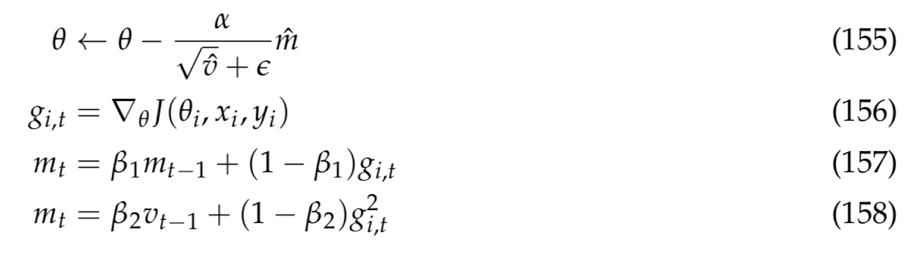 θ ← θ − α / (√v̂ + ϵ) m̂ (155)
g_{i,t} = ∇_θ J(θ_i, x_i, y_i) (156)
m_t = β_1 m_{t−1} + (1 − β_1) g_{i,t} (157)
m_t = β_2 v_{t−1} + (1 − β_2) g_{i,t}^2 (158)